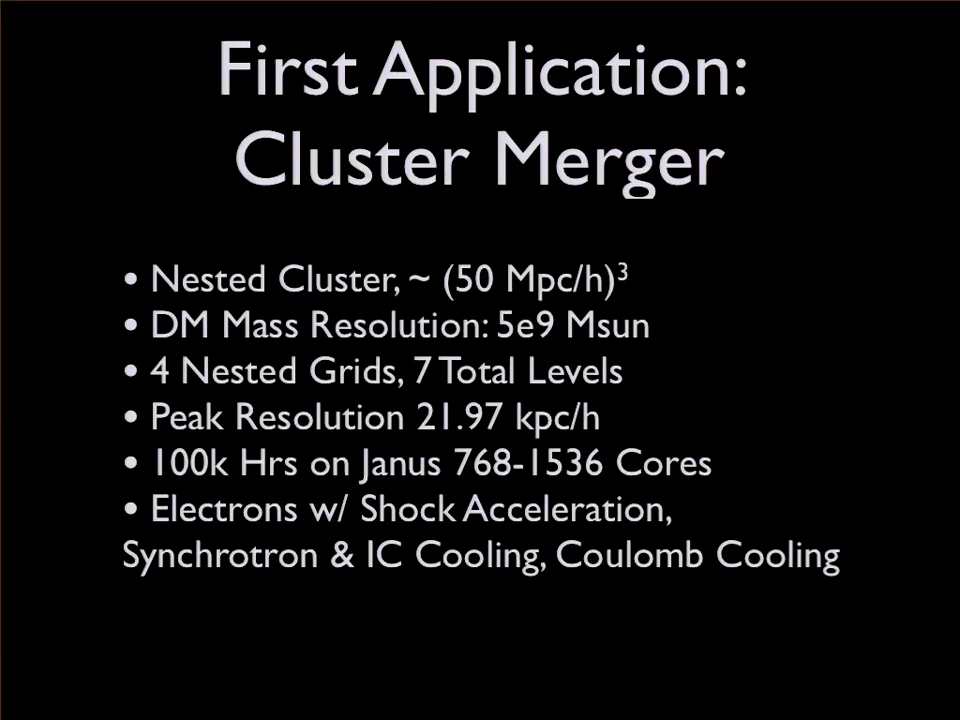 First Application:
Cluster Merger
• Nested Cluster, ~ (50 Mpc/h)³
• DM Mass Resolution: 5e9 Msun
• 4 Nested Grids, 7 Total Levels
• Peak Resolution 21.97 kpc/h
• 100k Hrs on Janus 768-1536 Cores
• Electrons w/ Shock Acceleration,
Synchrotron & IC Cooling, Coulomb Cooling